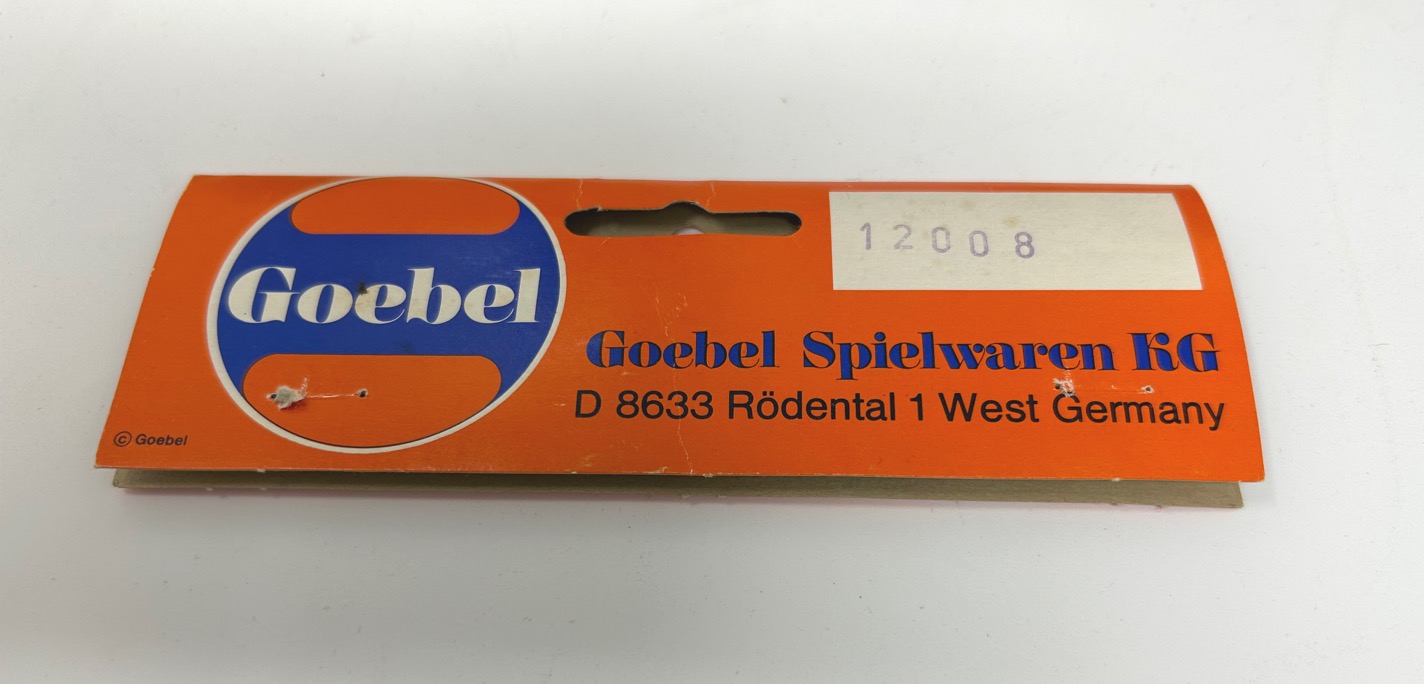 Goebel
12008
Goebel Spielwaren KG
D 8633 Rödental 1 West Germany
© Goebel